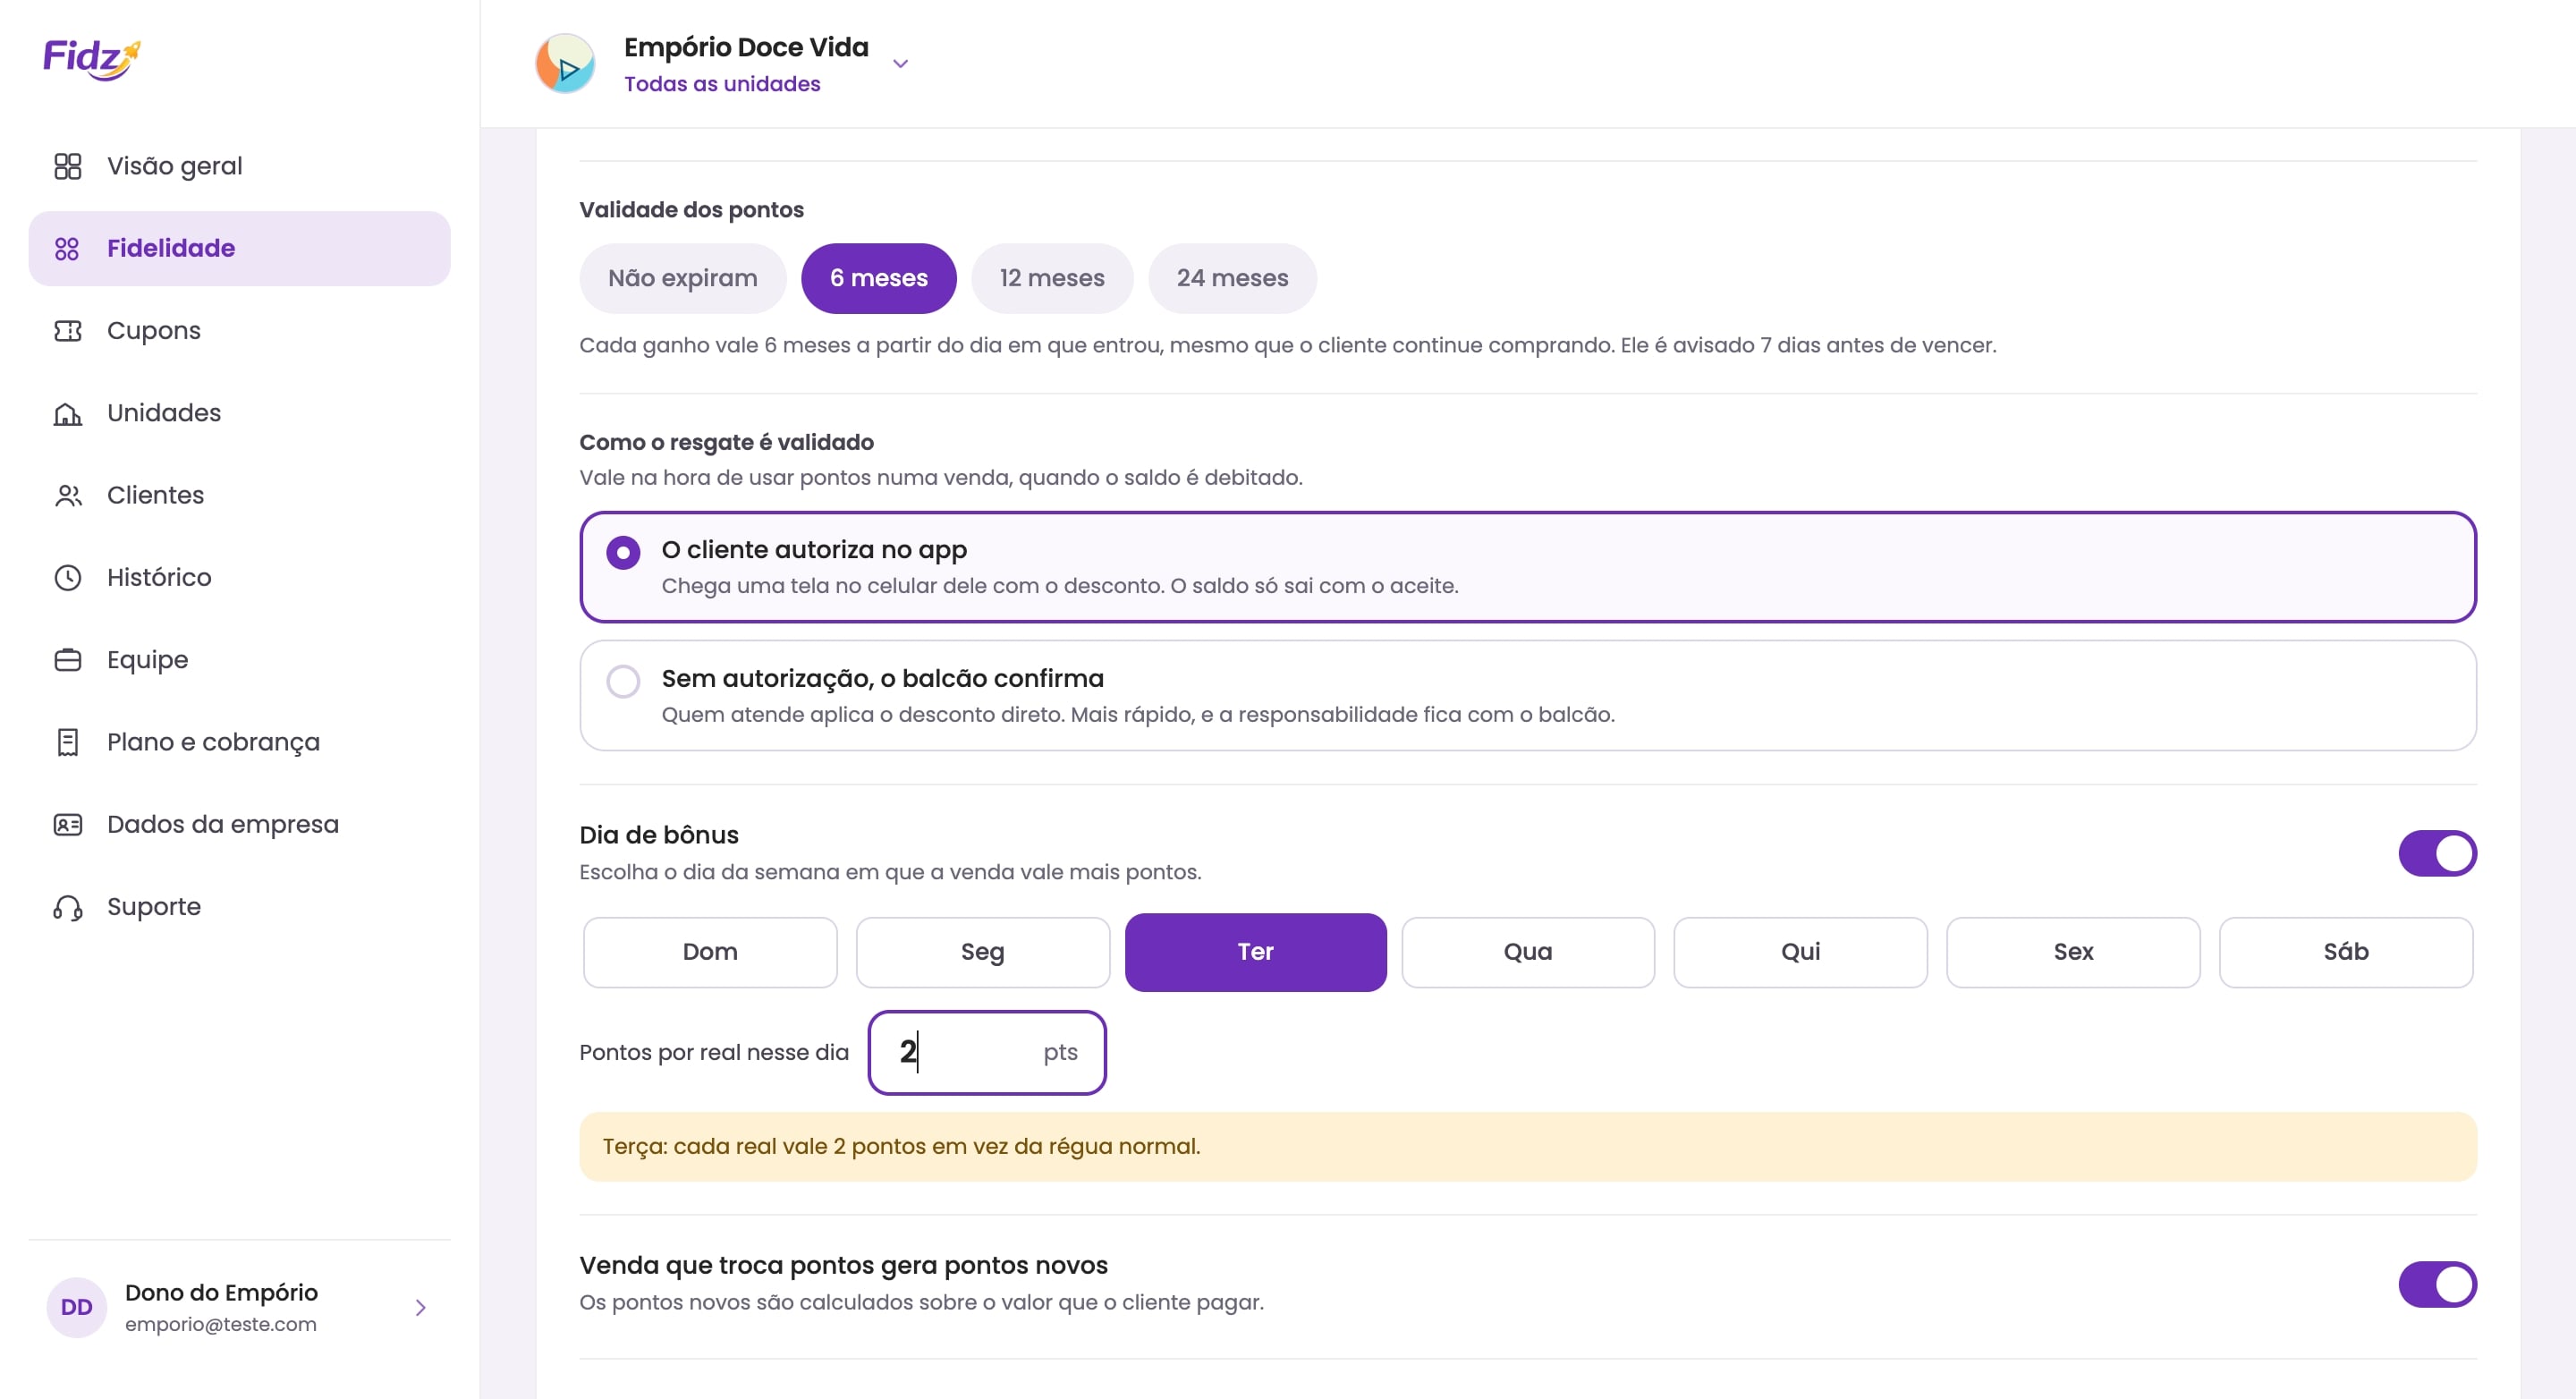 Fidz
Empório Doce Vida
Todas as unidades
Visão geral
Fidelidade
Cupons
Unidades
Clientes
Histórico
Equipe
Plano e cobrança
Dados da empresa
Suporte
DD
Dono do Empório
emporio@teste.com
Validade dos pontos
Não expiram
6 meses
12 meses
24 meses
Cada ganho vale 6 meses a partir do dia em que entrou, mesmo que o cliente continue comprando. Ele é avisado 7 dias antes de vencer.
Como o resgate é validado
Vale na hora de usar pontos numa venda, quando o saldo é debitado.
O cliente autoriza no app
Chega uma tela no celular dele com o desconto. O saldo só sai com o aceite.
Sem autorização, o balcão confirma
Quem atende aplica o desconto direto. Mais rápido, e a responsabilidade fica com o balcão.
Dia de bônus
Escolha o dia da semana em que a venda vale mais pontos.
Dom
Seg
Ter
Qua
Qui
Sex
Sáb
Pontos por real nesse dia
2
pts
Terça: cada real vale 2 pontos em vez da régua normal.
Venda que troca pontos gera pontos novos
Os pontos novos são calculados sobre o valor que o cliente pagar.